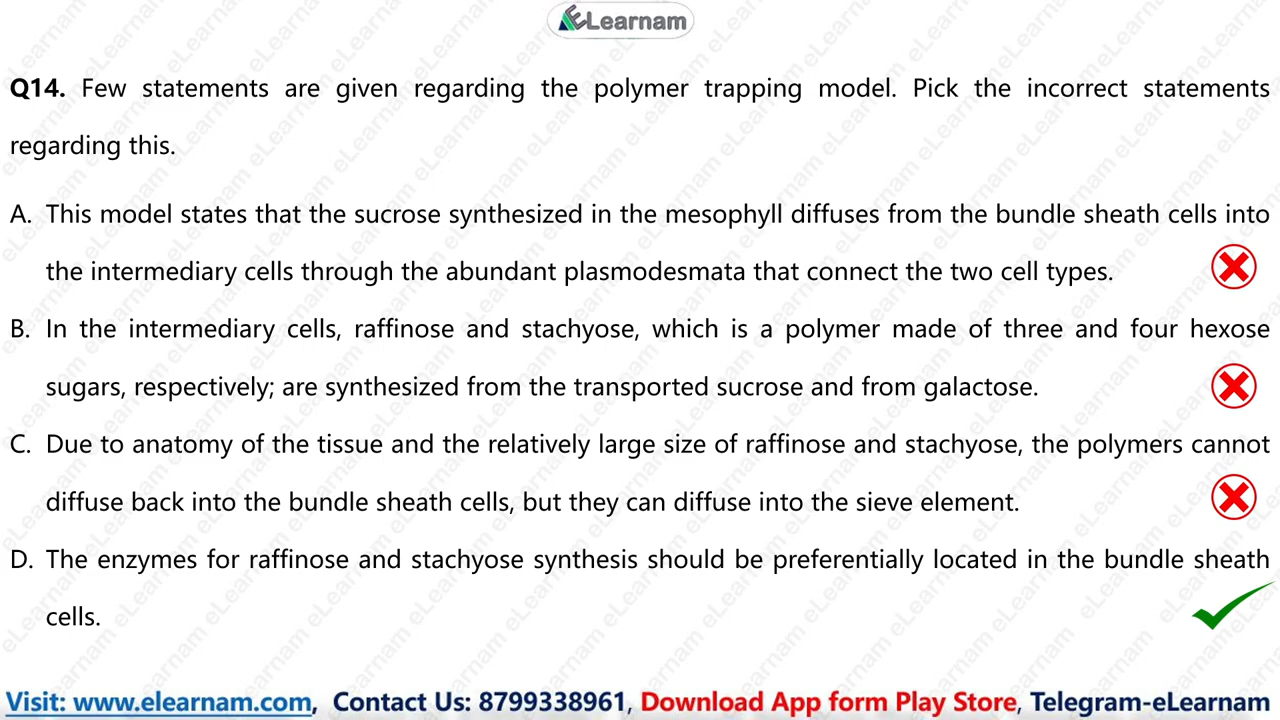 ELearnam
Q14. Few statements are given regarding the polymer trapping model. Pick the incorrect statements
regarding this.
A. This model states that the sucrose synthesized in the mesophyll diffuses from the bundle sheath cells into
the intermediary cells through the abundant plasmodesmata that connect the two cell types.
B. In the intermediary cells, raffinose and stachyose, which is a polymer made of three and four hexose
sugars, respectively; are synthesized from the transported sucrose and from galactose.
C. Due to anatomy of the tissue and the relatively large size of raffinose and stachyose, the polymers cannot
diffuse back into the bundle sheath cells, but they can diffuse into the sieve element.
D. The enzymes for raffinose and stachyose synthesis should be preferentially located in the bundle sheath
cells.
Visit: www.elearnam.com, Contact Us: 8799338961, Download App form Play Store, Telegram-eLearnam